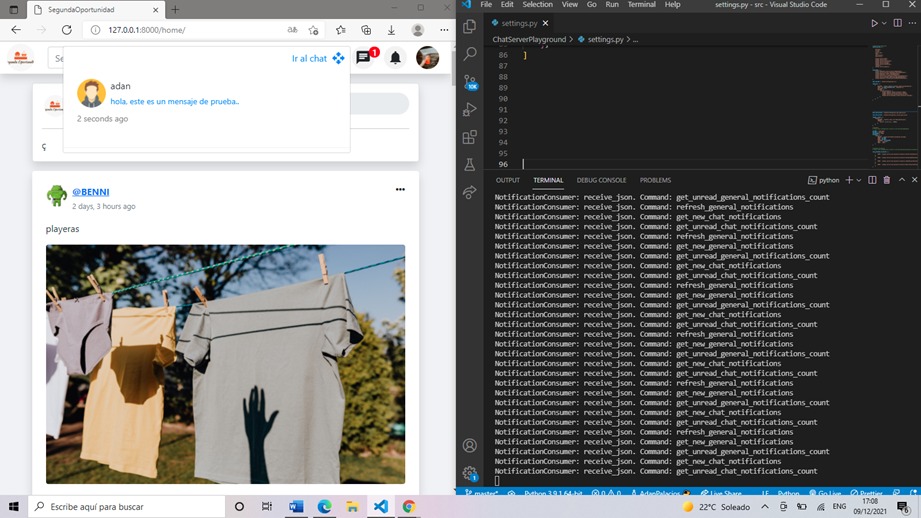 SegundaOportunidad
127.0.0.1:8000/home/
Se
Ir al chat
1
adan
hola. este es un mensaje de prueba..
2 seconds ago
ç
@BENNI
2 days, 3 hours ago
playeras
File Edit Selection View Go Run Terminal Help settings.py - src - Visual Studio Code
settings.py
ChatServerPlayground > settings.py > ...
86 ]
87
88
89
90
91
92
93
94
95
96
10K
OUTPUT TERMINAL DEBUG CONSOLE PROBLEMS python
NotificationConsumer: receive_json. Command: get_unread_general_notifications_count
NotificationConsumer: receive_json. Command: refresh_general_notifications
NotificationConsumer: receive_json. Command: get_new_chat_notifications
NotificationConsumer: receive_json. Command: get_unread_chat_notifications_count
NotificationConsumer: receive_json. Command: refresh_general_notifications
NotificationConsumer: receive_json. Command: get_new_general_notifications
NotificationConsumer: receive_json. Command: get_unread_general_notifications_count
NotificationConsumer: receive_json. Command: get_new_chat_notifications
NotificationConsumer: receive_json. Command: get_unread_chat_notifications_count
NotificationConsumer: receive_json. Command: refresh_general_notifications
NotificationConsumer: receive_json. Command: get_new_general_notifications
NotificationConsumer: receive_json. Command: get_unread_general_notifications_count
NotificationConsumer: receive_json. Command: get_new_chat_notifications
NotificationConsumer: receive_json. Command: get_unread_chat_notifications_count
NotificationConsumer: receive_json. Command: refresh_general_notifications
NotificationConsumer: receive_json. Command: get_new_general_notifications
NotificationConsumer: receive_json. Command: get_unread_general_notifications_count
NotificationConsumer: receive_json. Command: get_new_chat_notifications
NotificationConsumer: receive_json. Command: get_unread_chat_notifications_count
NotificationConsumer: receive_json. Command: refresh_general_notifications
NotificationConsumer: receive_json. Command: get_new_general_notifications
NotificationConsumer: receive_json. Command: get_unread_general_notifications_count
NotificationConsumer: receive_json. Command: get_new_chat_notifications
NotificationConsumer: receive_json. Command: get_unread_chat_notifications_count
NotificationConsumer: receive_json. Command: refresh_general_notifications
NotificationConsumer: receive_json. Command: get_new_general_notifications
NotificationConsumer: receive_json. Command: get_unread_general_notifications_count
NotificationConsumer: receive_json. Command: get_new_chat_notifications
NotificationConsumer: receive_json. Command: get_unread_chat_notifications_count
1
master* Python 3.9.1 64-bit 0 0 AdanPalacios Live Share LF Python Go Live Prettier
Escribe aquí para buscar
22°C Soleado
ENG
17:08
09/12/2021
6